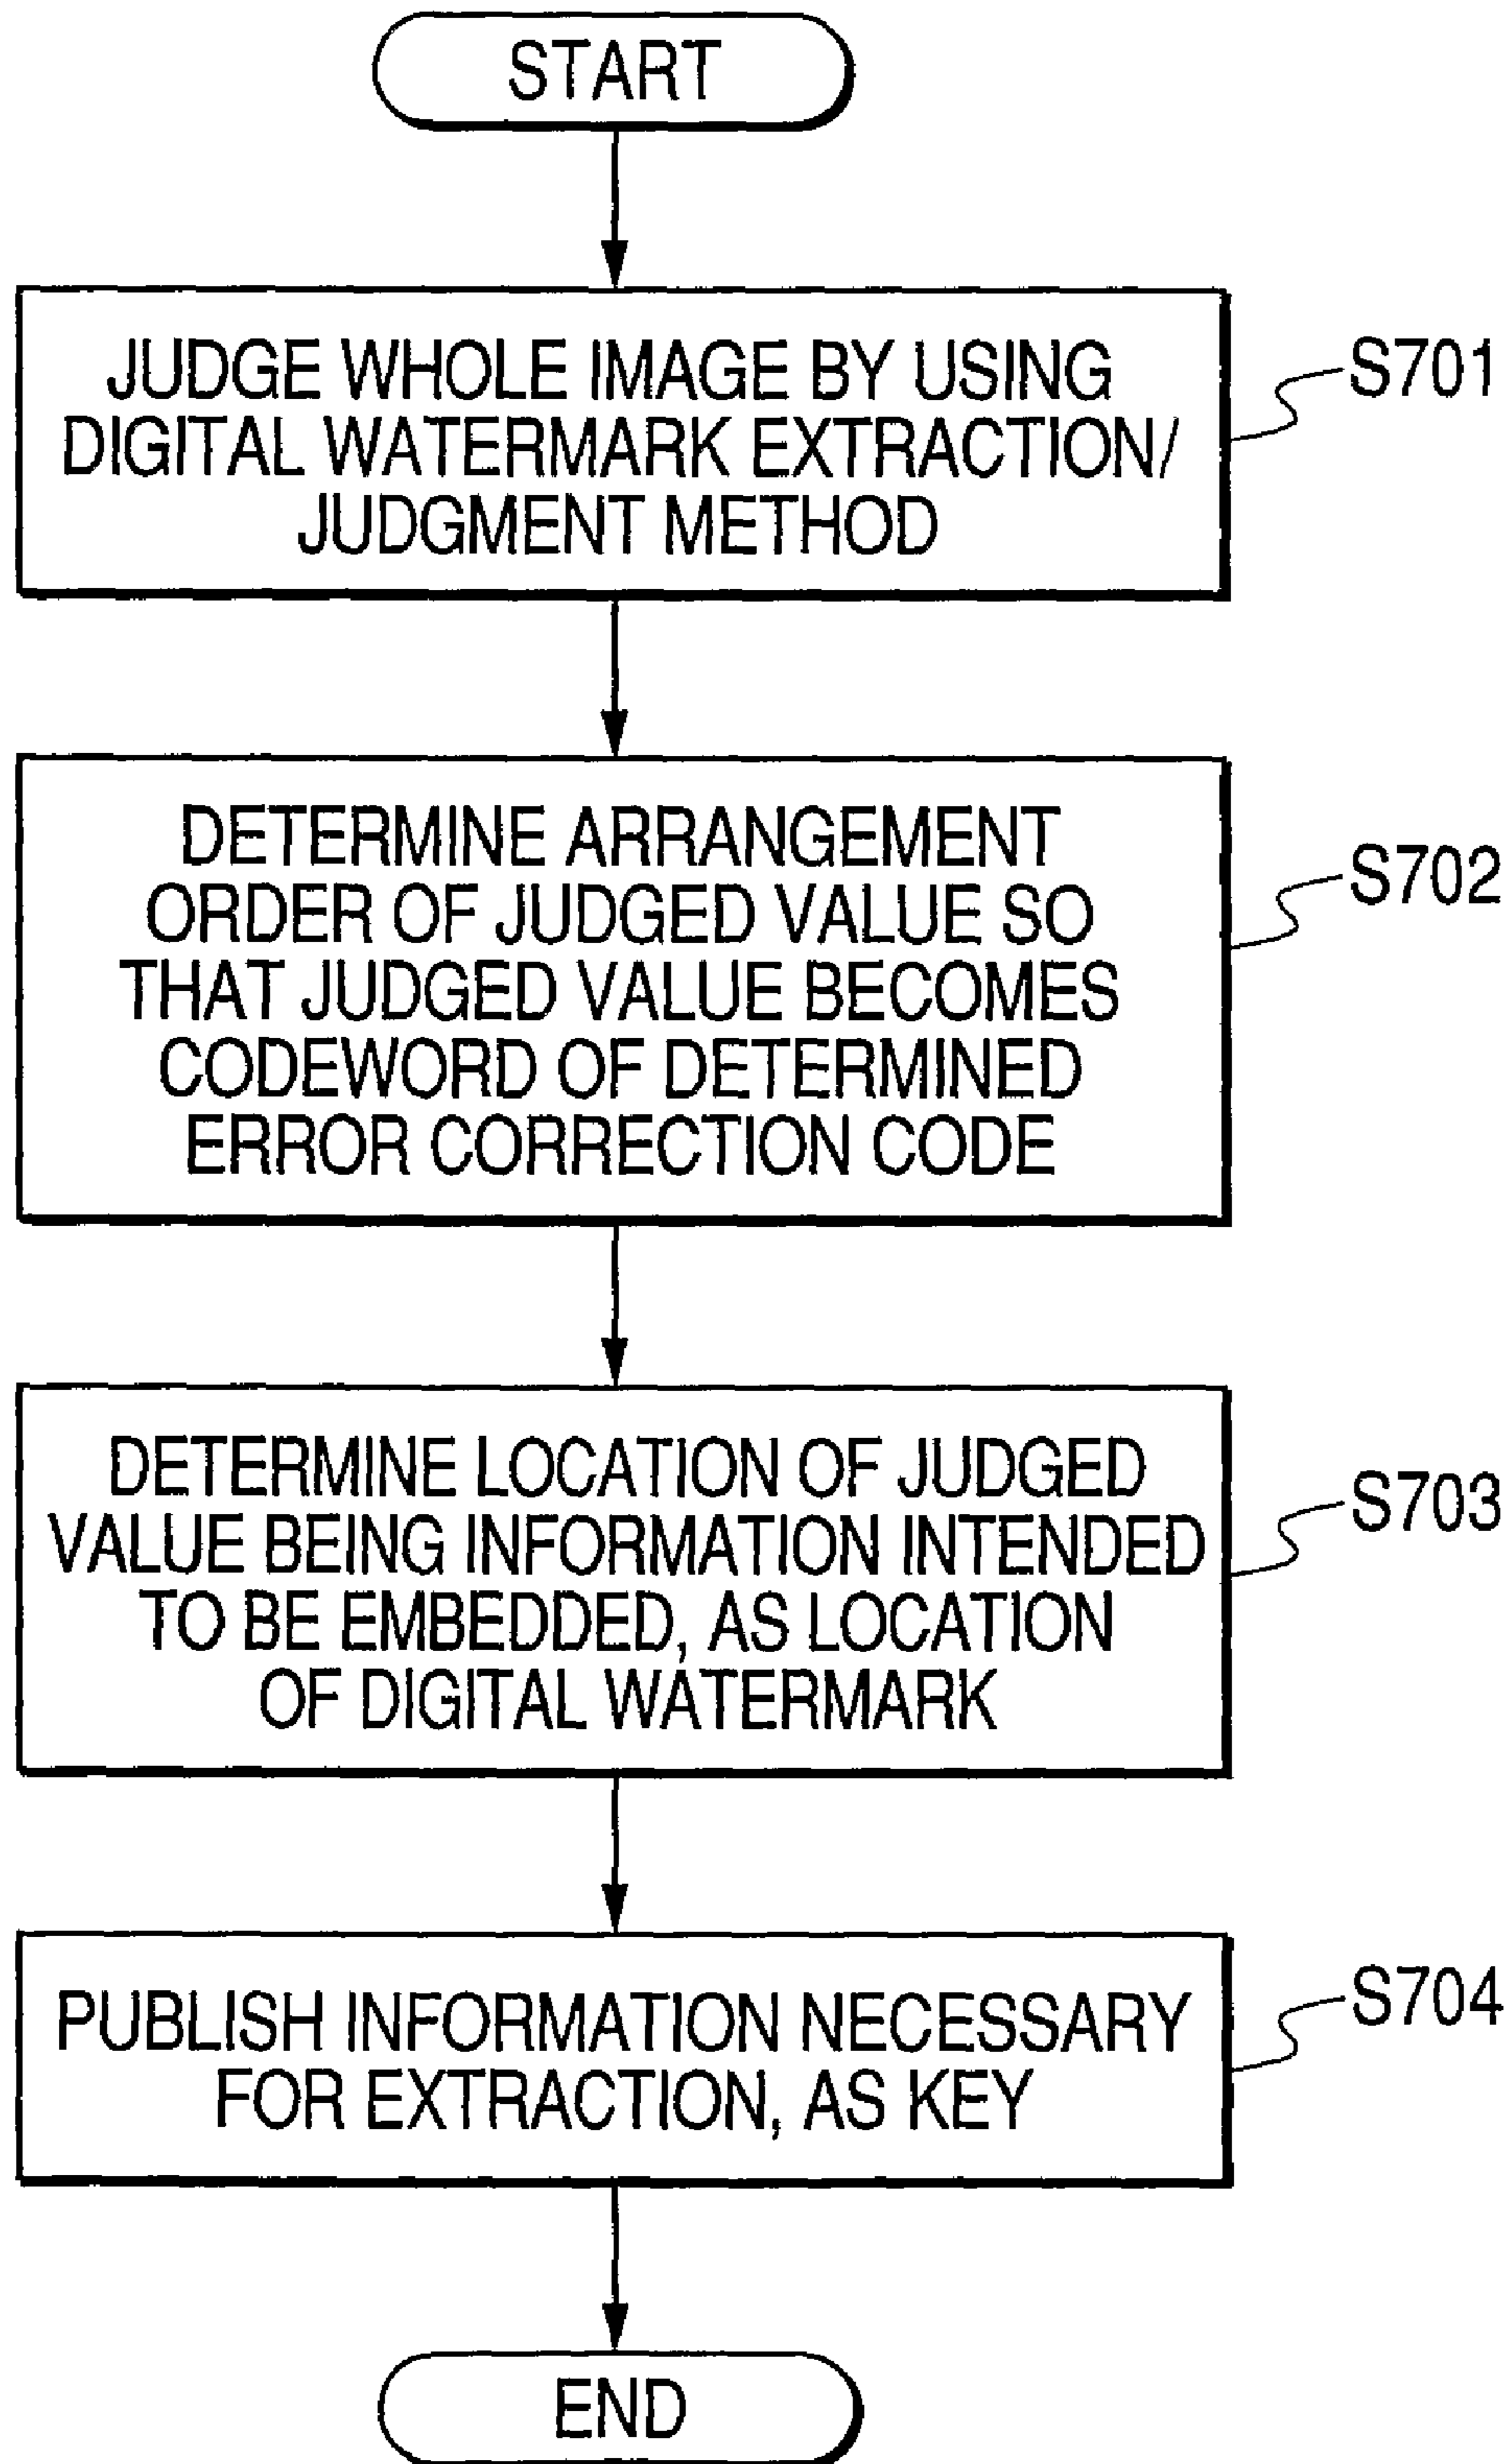 START
JUDGE WHOLE IMAGE BY USING
DIGITAL WATERMARK EXTRACTION/
JUDGMENT METHOD
S701
DETERMINE ARRANGEMENT
ORDER OF JUDGED VALUE SO
THAT JUDGED VALUE BECOMES
CODEWORD OF DETERMINED
ERROR CORRECTION CODE
S702
DETERMINE LOCATION OF JUDGED
VALUE BEING INFORMATION INTENDED
TO BE EMBEDDED, AS LOCATION
OF DIGITAL WATERMARK
S703
PUBLISH INFORMATION NECESSARY
FOR EXTRACTION, AS KEY
S704
END